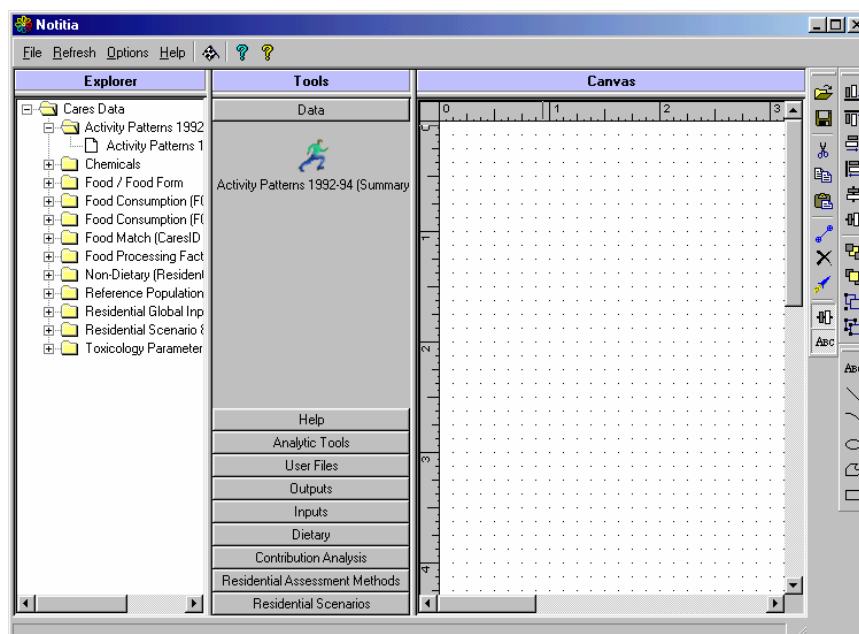 Notitia
File Refresh Options Help
Explorer
Cares Data
Activity Patterns 1992
Activity Patterns 1
Chemicals
Food / Food Form
Food Consumption (F
Food Consumption (F
Food Match (CaresID
Food Processing Fact
Non-Dietary (Resident
Reference Population
Residential Global Inp
Residential Scenario
Toxicology Parameter
Tools
Data
Activity Patterns 1992-94 (Summary
Help
Analytic Tools
User Files
Outputs
Inputs
Dietary
Contribution Analysis
Residential Assessment Methods
Residential Scenarios
Canvas
0 1 2 3
1
2
3
4
ABC
ABC